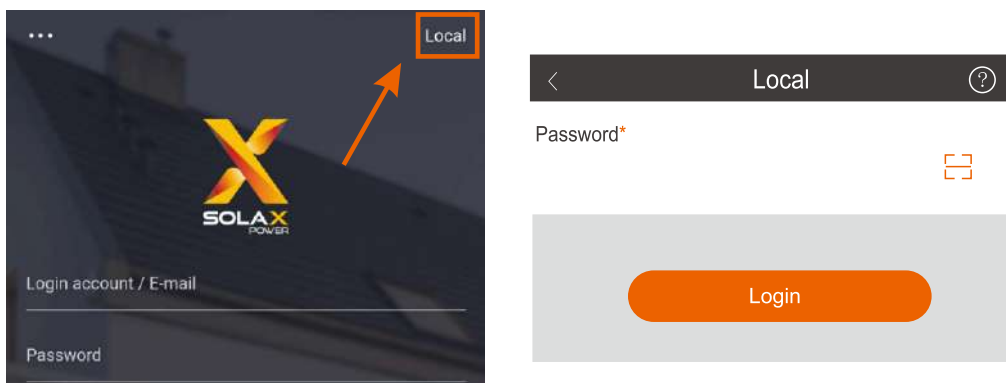 ... Local
SOLAX
POWER
Login account / E-mail
Password
Local ?
Password*
Login